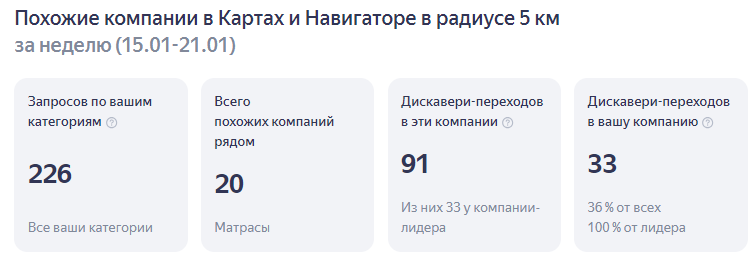 Похожие компании в Картах и Навигаторе в радиусе 5 км
за неделю (15.01-21.01)
Запросов по вашим
категориям
226
Все ваши категории
Всего
похожих компаний
рядом
20
Матрасы
Дискавери-переходов
в эти компании
91
Из них 33 у компании-
лидера
Дискавери-переходов
в вашу компанию
33
36 % от всех
100 % от лидера